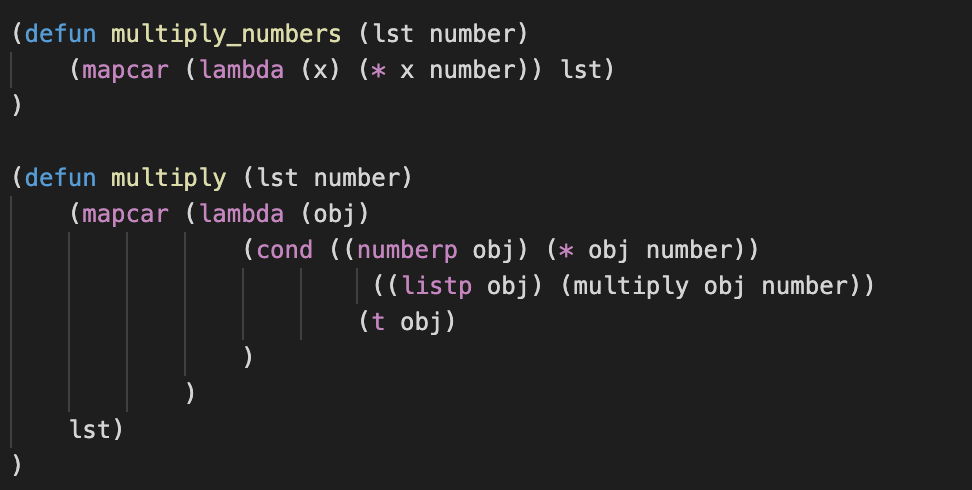 (defun multiply_numbers (lst number)
    (mapcar (lambda (x) (* x number)) lst)
)
(defun multiply (lst number)
    (mapcar (lambda (obj)
                (cond ((numberp obj) (* obj number))
                         ((listp obj) (multiply obj number))
                        (t obj)
                )
            )
    lst)
)